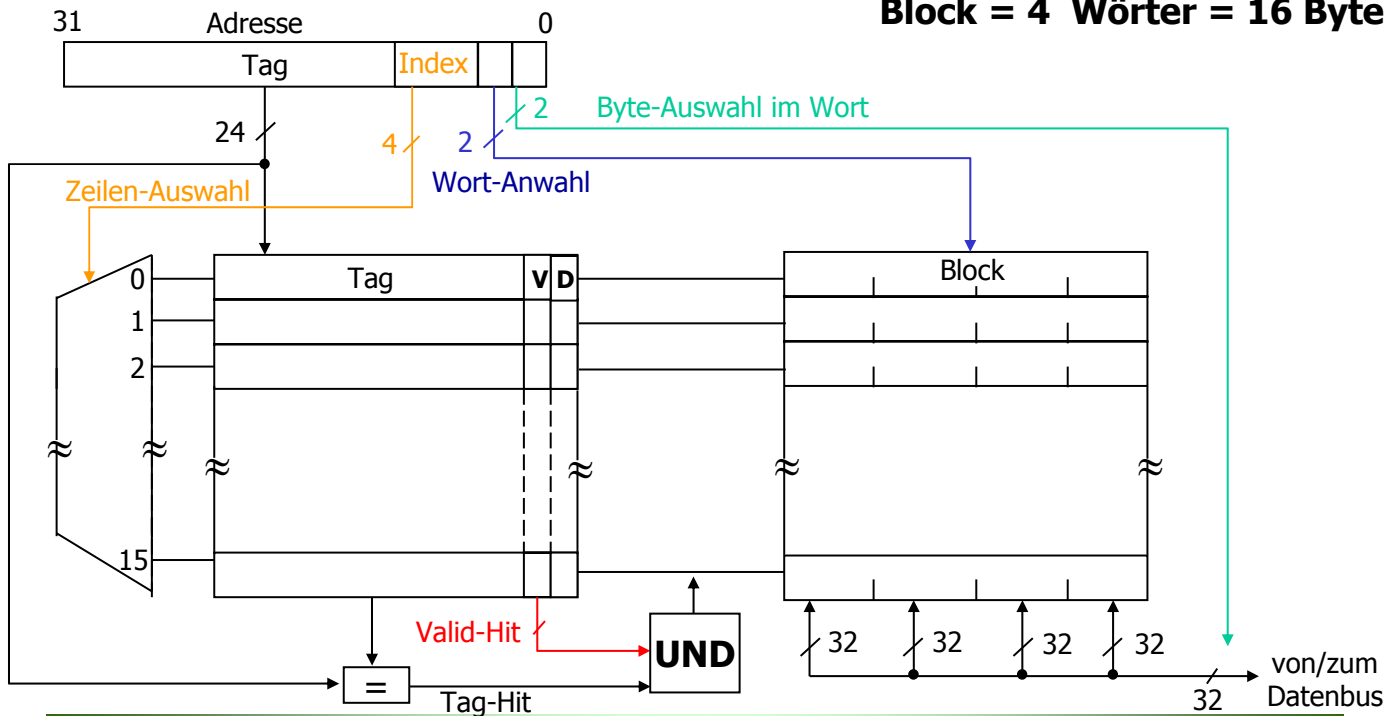 Block = 4 Wörter = 16 Byte
31 Adresse 0
Tag Index
2 Byte-Auswahl im Wort
24 4 2
Zeilen-Auswahl Wort-Anwahl
0 Tag V D Block
1
2
≈ ≈ ≈ ≈ ≈ ≈
15
Valid-Hit UND 32 32 32 32
= Tag-Hit
von/zum
32 Datenbus